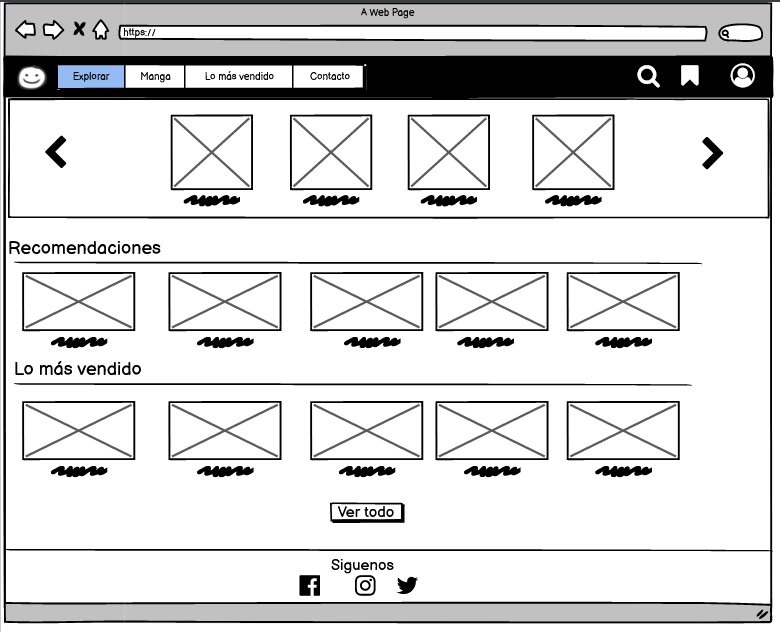 A Web Page
https://
Explorar Manga Lo más vendido Contacto
Recomendaciones
Lo más vendido
Ver todo
Siguenos